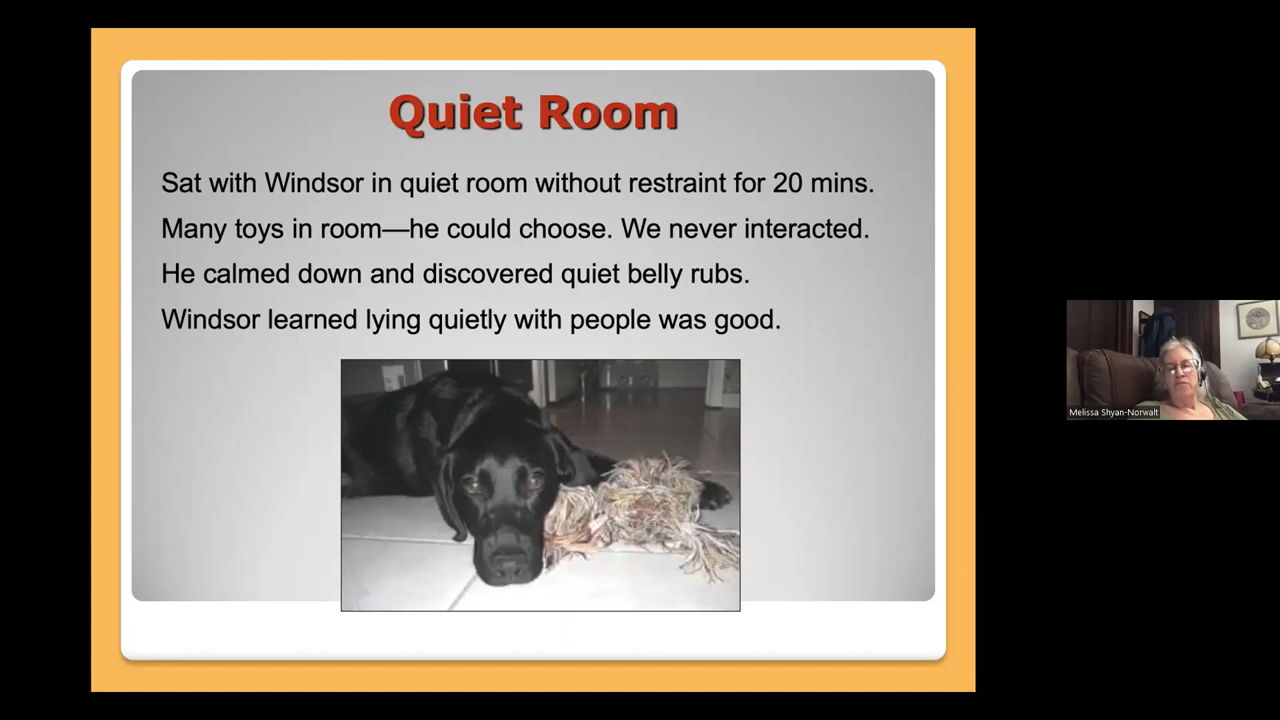 Quiet Room
Sat with Windsor in quiet room without restraint for 20 mins.
Many toys in room—he could choose. We never interacted.
He calmed down and discovered quiet belly rubs.
Windsor learned lying quietly with people was good.
Melissa Shyan-Norwalt